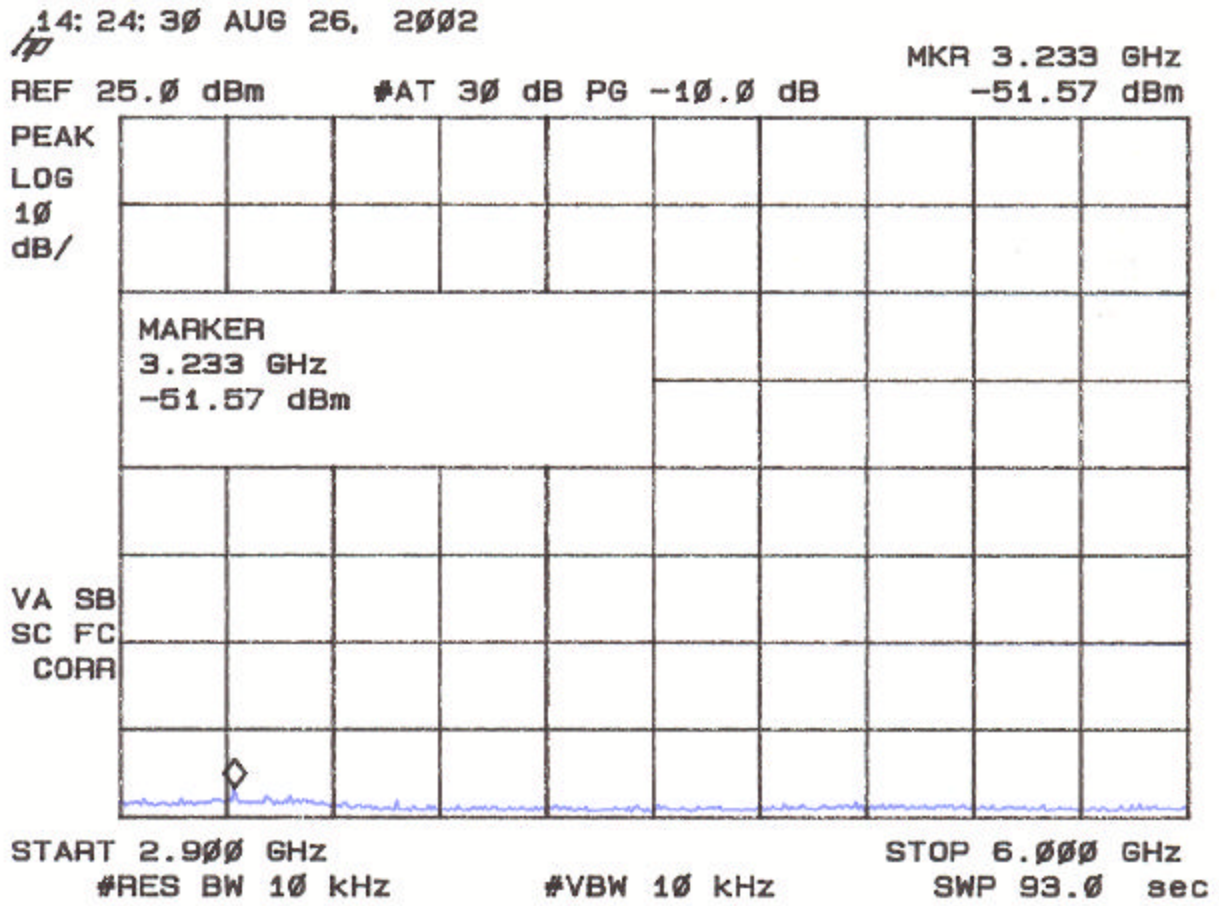 14:24:30 AUG 26, 2002
hp
MKR 3.233 GHz
REF 25.0 dBm #AT 30 dB PG -10.0 dB -51.57 dBm
PEAK
LOG
10
dB/
MARKER
3.233 GHz
-51.57 dBm
VA SB
SC FC
CORR
START 2.900 GHz STOP 6.000 GHz
#RES BW 10 kHz #VBW 10 kHz SWP 93.0 sec